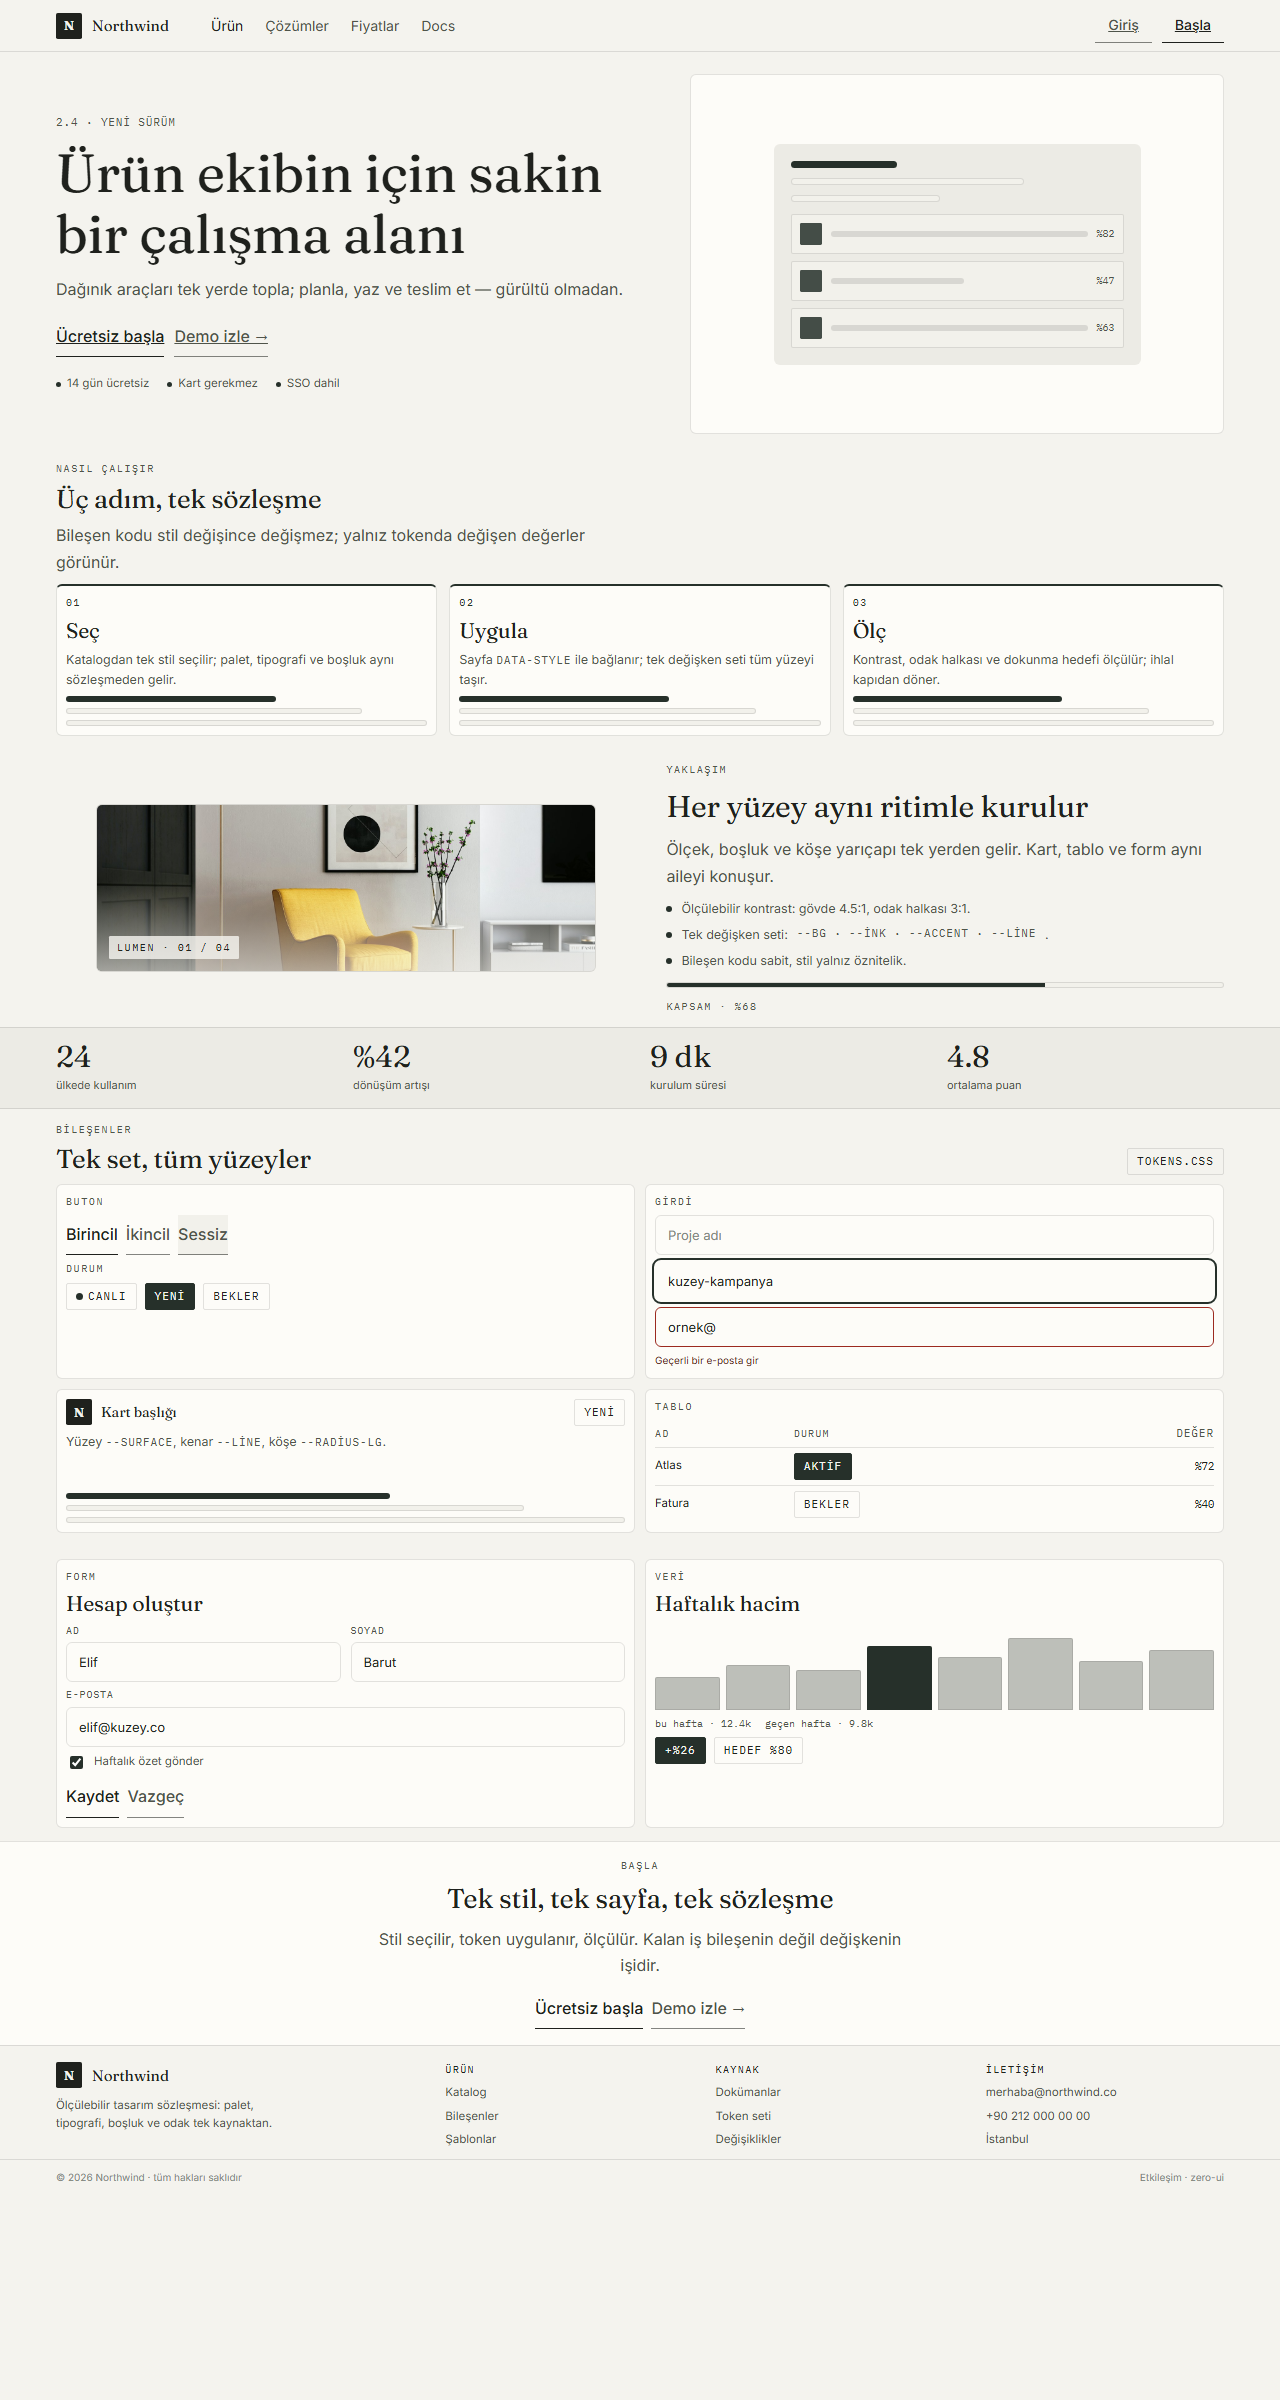 N Northwind Ürün Çözümler Fiyatlar Docs Giriş Başla
2.4 · YENİ SÜRÜM
Ürün ekibin için sakin
bir çalışma alanı
Dağınık araçları tek yerde topla; planla, yaz ve teslim et — gürültü olmadan.
Ücretsiz başla Demo izle →
14 gün ücretsiz Kart gerekmez SSO dahil
%82
%47
%63
NASIL ÇALIŞIR
Üç adım, tek sözleşme
Bileşen kodu stil değişince değişmez; yalnız tokenda değişen değerler
görünür.
01
Seç
Katalogdan tek stil seçilir; palet, tipografi ve boşluk aynı
sözleşmeden gelir.
02
Uygula
Sayfa DATA-STYLE ile bağlanır; tek değişken seti tüm yüzeyi
taşır.
03
Ölç
Kontrast, odak halkası ve dokunma hedefi ölçülür; ihlal
kapıdan döner.
LUMEN · 01 / 04
YAKLAŞIM
Her yüzey aynı ritimle kurulur
Ölçek, boşluk ve köşe yarıçapı tek yerden gelir. Kart, tablo ve form aynı
aileyi konuşur.
Ölçülebilir kontrast: gövde 4.5:1, odak halkası 3:1.
Tek değişken seti: --BG · --İNK · --ACCENT · --LİNE .
Bileşen kodu sabit, stil yalnız öznitelik.
KAPSAM · %68
24
ülkede kullanım
%42
dönüşüm artışı
9 dk
kurulum süresi
4.8
ortalama puan
BİLEŞENLER
Tek set, tüm yüzeyler
TOKENS.CSS
BUTON
Birincil İkincil Sessiz
DURUM
CANLI YENİ BEKLER
GİRDİ
Proje adı
kuzey-kampanya
ornek@
Geçerli bir e-posta gir
N Kart başlığı YENİ
Yüzey --SURFACE, kenar --LİNE, köşe --RADİUS-LG.
TABLO
AD DURUM DEĞER
Atlas AKTİF %72
Fatura BEKLER %40
FORM
Hesap oluştur
AD SOYAD
Elif Barut
E-POSTA
elif@kuzey.co
Haftalık özet gönder
Kaydet Vazgeç
VERİ
Haftalık hacim
bu hafta · 12.4k geçen hafta · 9.8k
+%26 HEDEF %80
BAŞLA
Tek stil, tek sayfa, tek sözleşme
Stil seçilir, token uygulanır, ölçülür. Kalan iş bileşenin değil değişkenin
işidir.
Ücretsiz başla Demo izle →
N Northwind
Ölçülebilir tasarım sözleşmesi: palet,
tipografi, boşluk ve odak tek kaynaktan.
ÜRÜN
Katalog
Bileşenler
Şablonlar
KAYNAK
Dokümanlar
Token seti
Değişiklikler
İLETİŞİM
merhaba@northwind.co
+90 212 000 00 00
İstanbul
© 2026 Northwind · tüm hakları saklıdır Etkileşim · zero-ui